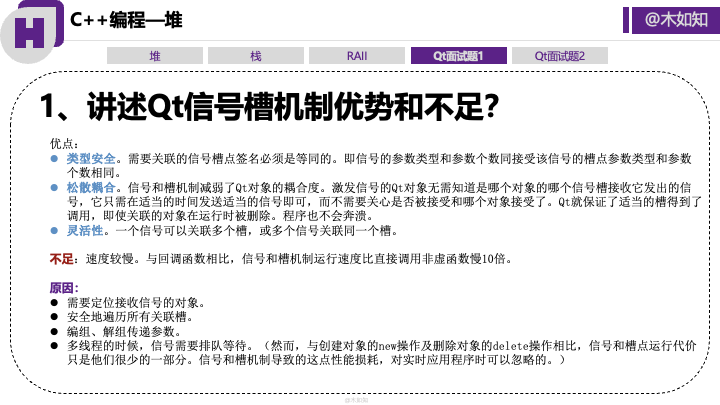 H
C++编程—堆
@木如知
堆
栈
RAII
Qt面试题1
Qt面试题2
1、讲述Qt信号槽机制优势和不足？
优点：
● 类型安全。需要关联的信号槽点签名必须是等同的。即信号的参数类型和参数个数同接受该信号的槽点参数类型和参数
个数相同。
● 松散耦合。信号和槽机制减弱了Qt对象的耦合度。激发信号的Qt对象无需知道是哪个对象的哪个信号槽接收它发出的信
号，它只需在适当的时间发送适当的信号即可，而不需要关心是否被接受和哪个对象接受了。Qt就保证了适当的槽得到了
调用，即使关联的对象在运行时被删除。程序也不会奔溃。
● 灵活性。一个信号可以关联多个槽，或多个信号关联同一个槽。
不足：速度较慢。与回调函数相比，信号和槽机制运行速度比直接调用非虚函数慢10倍。
原因：
● 需要定位接收信号的对象。
● 安全地遍历所有关联槽。
● 编组、解组传递参数。
● 多线程的时候，信号需要排队等待。（然而，与创建对象的new操作及删除对象的delete操作相比，信号和槽点运行代价
只是他们很少的一部分。信号和槽机制导致的这点性能损耗，对实时应用程序时可以忽略的。）
@木如知